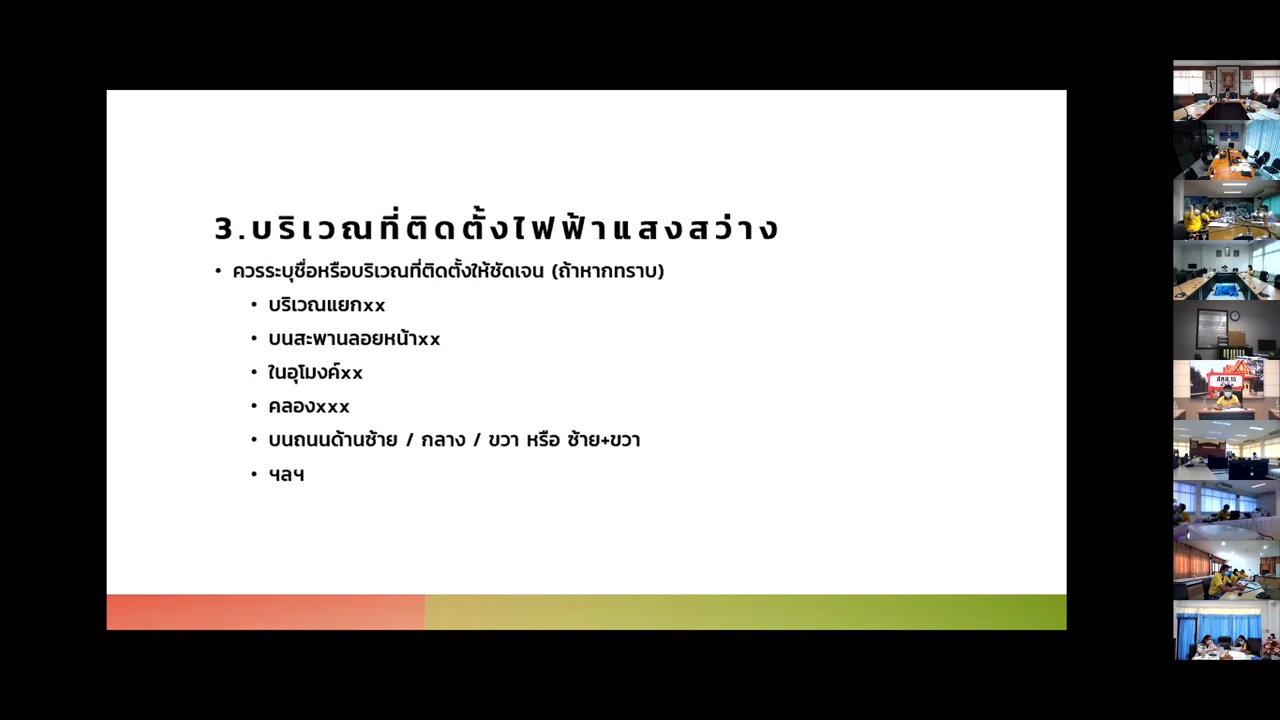 3.บริเวณที่ติดตั้งไฟฟ้าแสงสว่าง
• ควรระบุชื่อหรือบริเวณที่ติดตั้งให้ชัดเจน (ถ้าหากทราบ)
• บริเวณแยกxx
• บนสะพานลอยหน้าxx
• ในอุโมงค์xx
• คลองxxx
• บนถนนด้านซ้าย / กลาง / ขวา หรือ ซ้าย+ขวา
• ฯลฯ